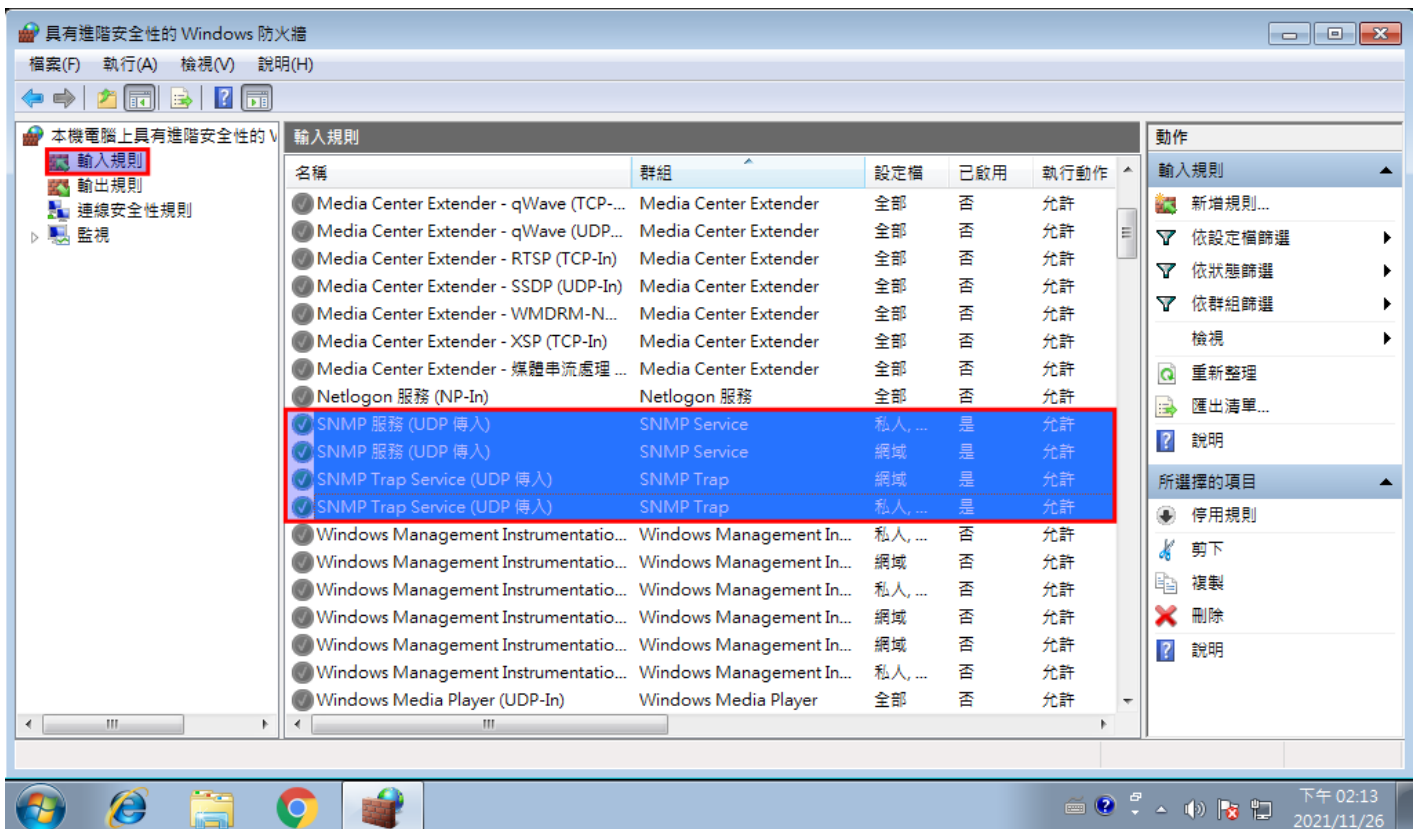 具有進階安全性的 Windows 防火牆
檔案(F) 執行(A) 檢視(V) 說明(H)
本機電腦上具有進階安全性的 V
輸入規則
輸出規則
連線安全性規則
監視
輸入規則
名稱 群組 設定檔 已啟用 執行動作
Media Center Extender - qWave (TCP-... Media Center Extender 全部 否 允許
Media Center Extender - qWave (UDP... Media Center Extender 全部 否 允許
Media Center Extender - RTSP (TCP-In) Media Center Extender 全部 否 允許
Media Center Extender - SSDP (UDP-In) Media Center Extender 全部 否 允許
Media Center Extender - WMDRM-N... Media Center Extender 全部 否 允許
Media Center Extender - XSP (TCP-In) Media Center Extender 全部 否 允許
Media Center Extender - 媒體串流處理 ... Media Center Extender 全部 否 允許
Netlogon 服務 (NP-In) Netlogon 服務 全部 否 允許
SNMP 服務 (UDP 傳入) SNMP Service 私人, ... 是 允許
SNMP 服務 (UDP 傳入) SNMP Service 網域 是 允許
SNMP Trap Service (UDP 傳入) SNMP Trap 網域 是 允許
SNMP Trap Service (UDP 傳入) SNMP Trap 私人, ... 是 允許
Windows Management Instrumentatio... Windows Management In... 私人, ... 否 允許
Windows Management Instrumentatio... Windows Management In... 網域 否 允許
Windows Management Instrumentatio... Windows Management In... 私人, ... 否 允許
Windows Management Instrumentatio... Windows Management In... 網域 否 允許
Windows Management Instrumentatio... Windows Management In... 網域 否 允許
Windows Management Instrumentatio... Windows Management In... 私人, ... 否 允許
Windows Media Player (UDP-In) Windows Media Player 全部 否 允許
動作
輸入規則
新增規則...
依設定檔篩選
依狀態篩選
依群組篩選
檢視
重新整理
匯出清單...
說明
所選擇的項目
停用規則
剪下
複製
刪除
說明
下午 02:13
2021/11/26